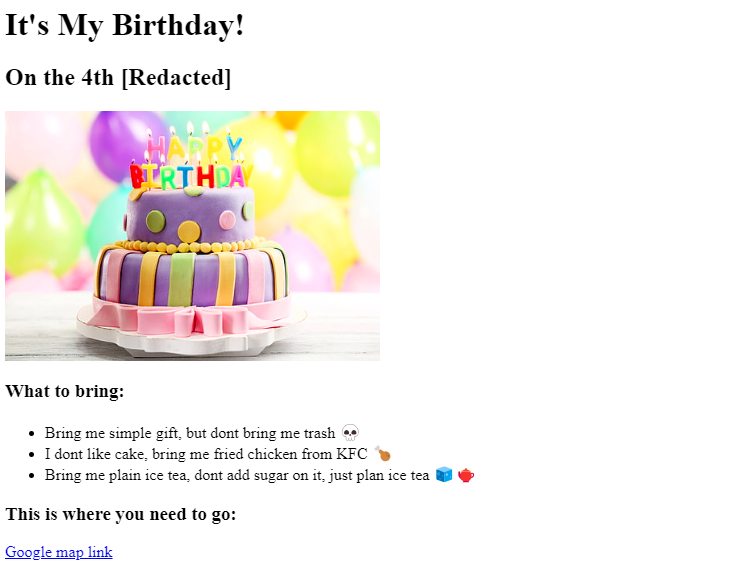 It's My Birthday!
On the 4th [Redacted]
HAPPY
BIRTHDAY
What to bring:
Bring me simple gift, but dont bring me trash 💀
I dont like cake, bring me fried chicken from KFC 🍗
Bring me plain ice tea, dont add sugar on it, just plan ice tea 🧊 🫖
This is where you need to go:
Google map link